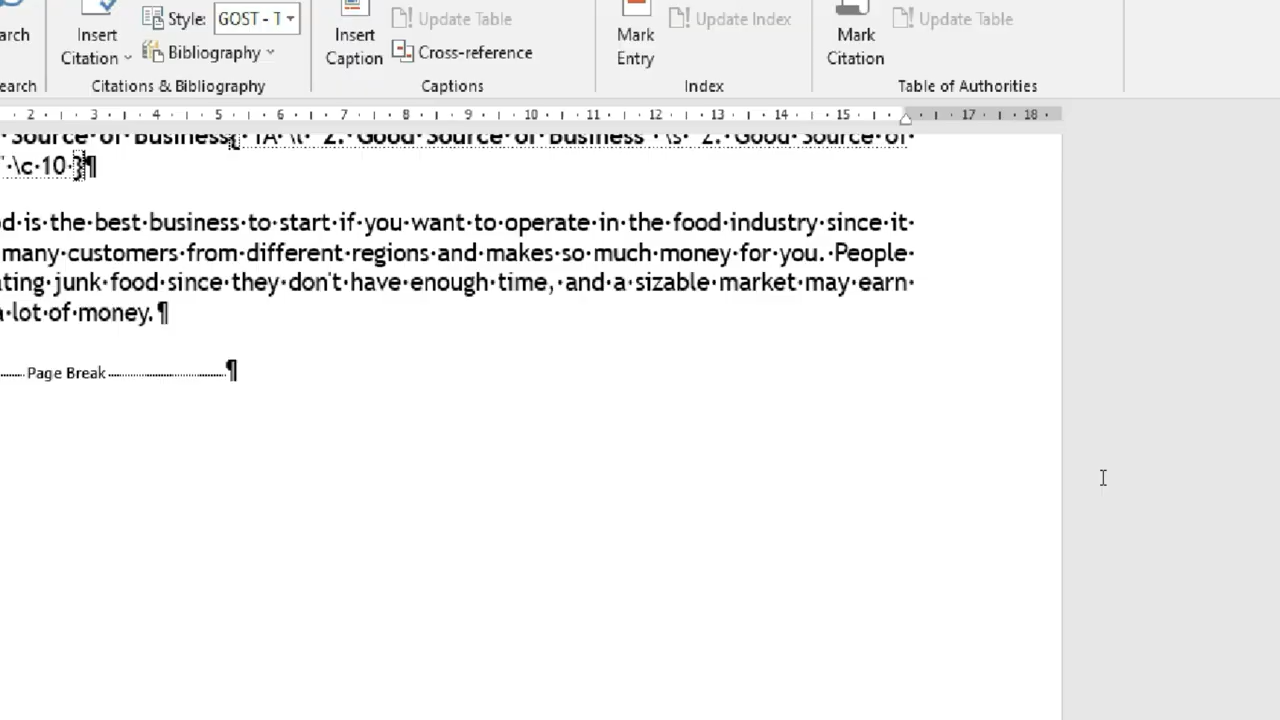 arch
Insert
Citation
Style: GOST - T
Bibliography
Insert
Caption
Update Table
Cross-reference
Mark
Entry
Update Index
Mark
Citation
Update Table
earch
Citations & Bibliography
Captions
Index
Table of Authorities
2 3 4 5 6 7 8 9 10 11 12 13 14 15 17 18
Source·of·Business{·TA·\l·"2.·Good·Source·of·Business"·\s·"2.·Good·Source·of·
"·\c·10·}¶
d·is·the·best·business·to·start·if·you·want·to·operate·in·the·food·industry·since·it·
many·customers·from·different·regions·and·makes·so·much·money·for·you.·People·
ating·junk·food·since·they·don't·have·enough·time,·and·a·sizable·market·may·earn·
a·lot·of·money.¶
Page Break ¶